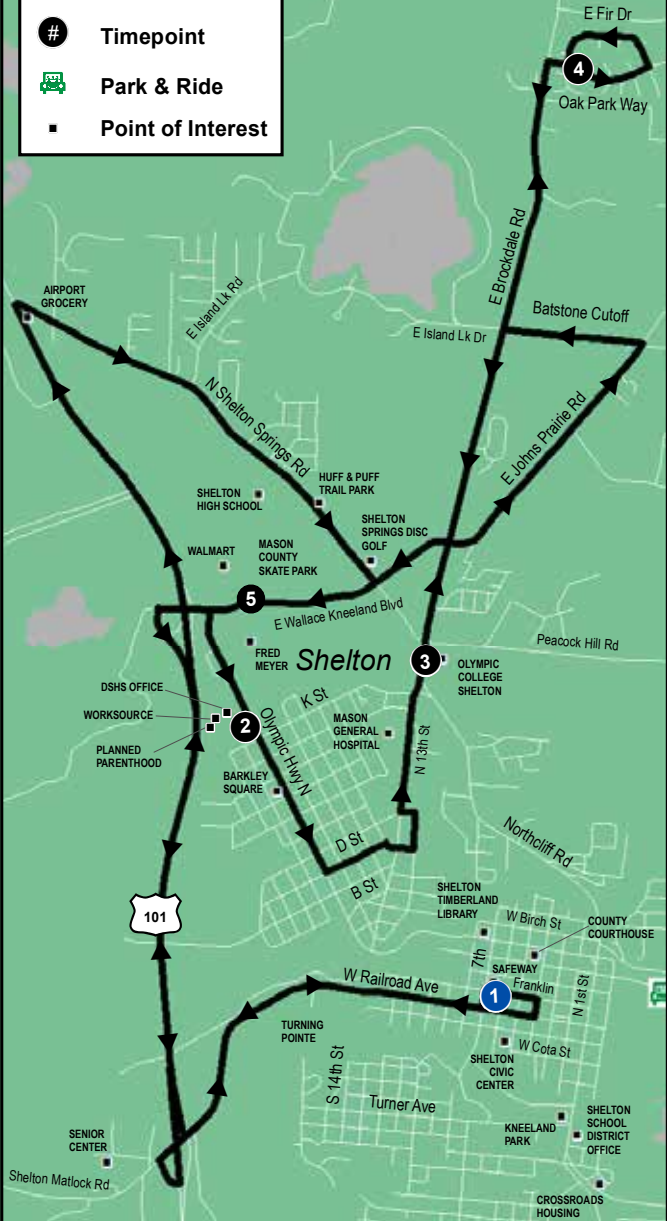 #
Timepoint
Park & Ride
Point of Interest
E Fir Dr
4
Oak Park Way
E Brockdale Rd
AIRPORT
GROCERY
E Island Lk Rd
Batstone Cutoff
E Island Lk Dr
N Shelton Springs Rd
E Johns Prairie Rd
SHELTON
HIGH SCHOOL
HUFF & PUFF
TRAIL PARK
SHELTON
SPRINGS DISC
GOLF
WALMART
MASON
COUNTY
SKATE PARK
5
E Wallace Kneeland Blvd
FRED
MEYER
Shelton
3
OLYMPIC
COLLEGE
SHELTON
Peacock Hill Rd
DSHS OFFICE
WORKSOURCE
PLANNED
PARENTHOOD
2
K St
Olympic Hwy N
MASON
GENERAL
HOSPITAL
N 13th St
BARKLEY
SQUARE
D St
B St
Northcliff Rd
101
SHELTON
TIMBERLAND
LIBRARY
W Birch St
COUNTY
COURTHOUSE
7th
SAFEWAY
Franklin
1
N 1st St
W Railroad Ave
TURNING
POINTE
S 14th St
SHELTON
CIVIC
CENTER
W Cota St
Turner Ave
KNEELAND
PARK
SHELTON
SCHOOL
DISTRICT
OFFICE
SENIOR
CENTER
Shelton Matlock Rd
CROSSROADS
HOUSING